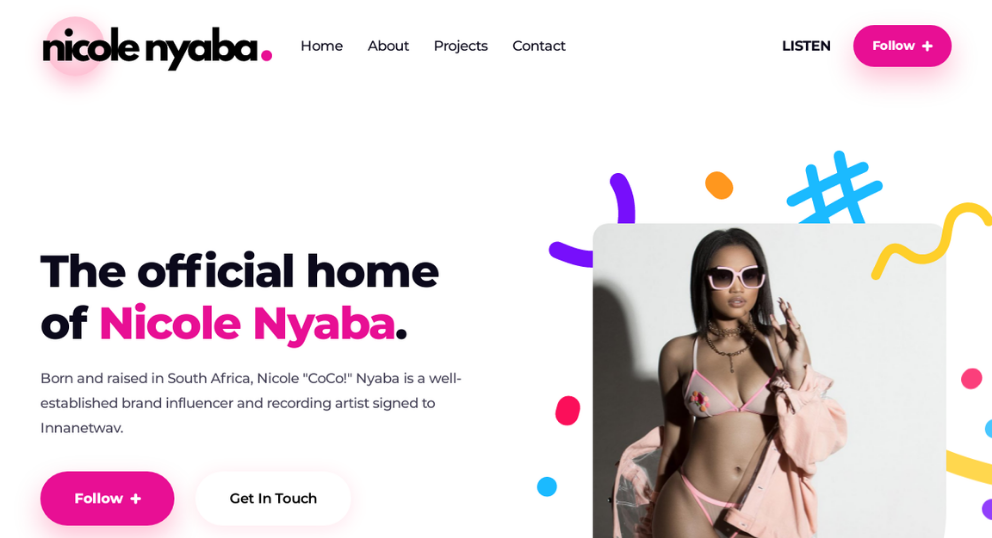 nicole nyaba.
Home About Projects Contact
LISTEN
Follow +
The official home
of Nicole Nyaba.
Born and raised in South Africa, Nicole "CoCo!" Nyaba is a well-
established brand influencer and recording artist signed to
Innanetwav.
Follow +
Get In Touch